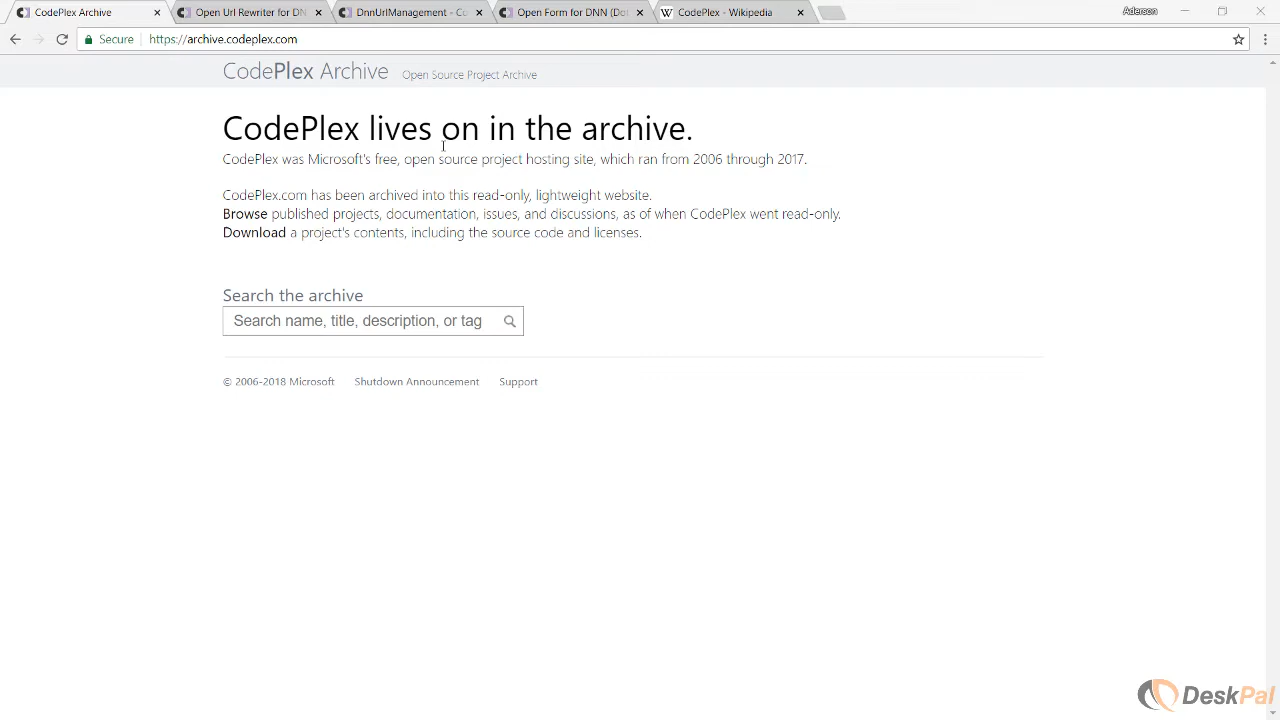 CodePlex Archive
Open Url Rewriter for DN
DnnUrlManagement - Co
Open Form for DNN (Dot
CodePlex - Wikipedia
Aderson
Secure
https://archive.codeplex.com
CodePlex Archive Open Source Project Archive
CodePlex lives on in the archive.
CodePlex was Microsoft's free, open source project hosting site, which ran from 2006 through 2017.
CodePlex.com has been archived into this read-only, lightweight website.
Browse published projects, documentation, issues, and discussions, as of when CodePlex went read-only.
Download a project's contents, including the source code and licenses.
Search the archive
Search name, title, description, or tag
© 2006-2018 Microsoft Shutdown Announcement Support
DeskPal